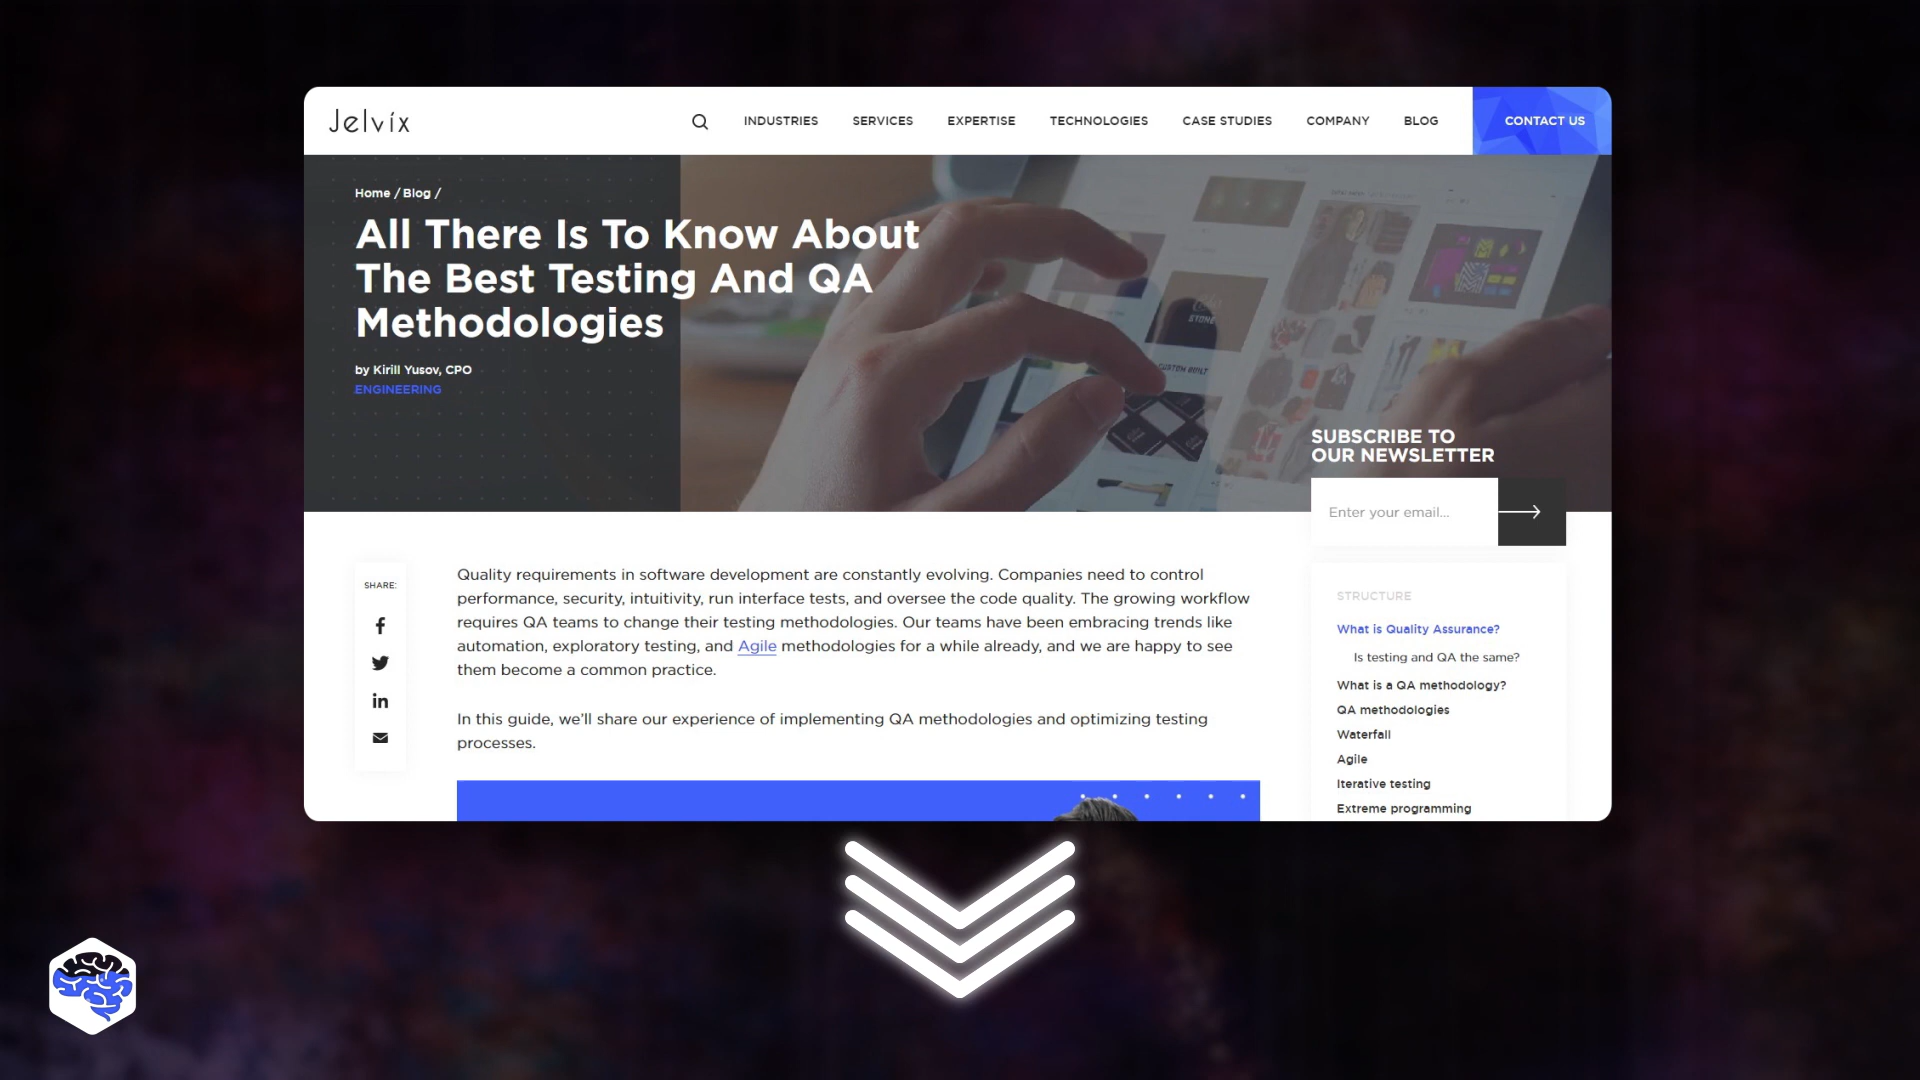 Jelvix
INDUSTRIES
SERVICES
EXPERTISE
TECHNOLOGIES
CASE STUDIES
COMPANY
BLOG
CONTACT US
Home / Blog /
All There Is To Know About
The Best Testing And QA
Methodologies
by Kirill Yusov, CPO
ENGINEERING
STONE
CUSTOM BUILT
SUBSCRIBE TO
OUR NEWSLETTER
Enter your email...
SHARE:
Quality requirements in software development are constantly evolving. Companies need to control
performance, security, intuitivity, run interface tests, and oversee the code quality. The growing workflow
requires QA teams to change their testing methodologies. Our teams have been embracing trends like
automation, exploratory testing, and Agile methodologies for a while already, and we are happy to see
them become a common practice.
In this guide, we’ll share our experience of implementing QA methodologies and optimizing testing
processes.
STRUCTURE
What is Quality Assurance?
Is testing and QA the same?
What is a QA methodology?
QA methodologies
Waterfall
Agile
Iterative testing
Extreme programming